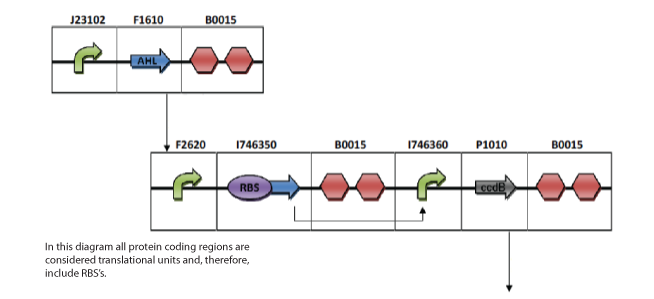 J23102 F1610 B0015
AHL
F2620 I746350 B0015 I746360 P1010 B0015
RBS ccdB
In this diagram all protein coding regions are
considered translational units and, therefore,
include RBS's.